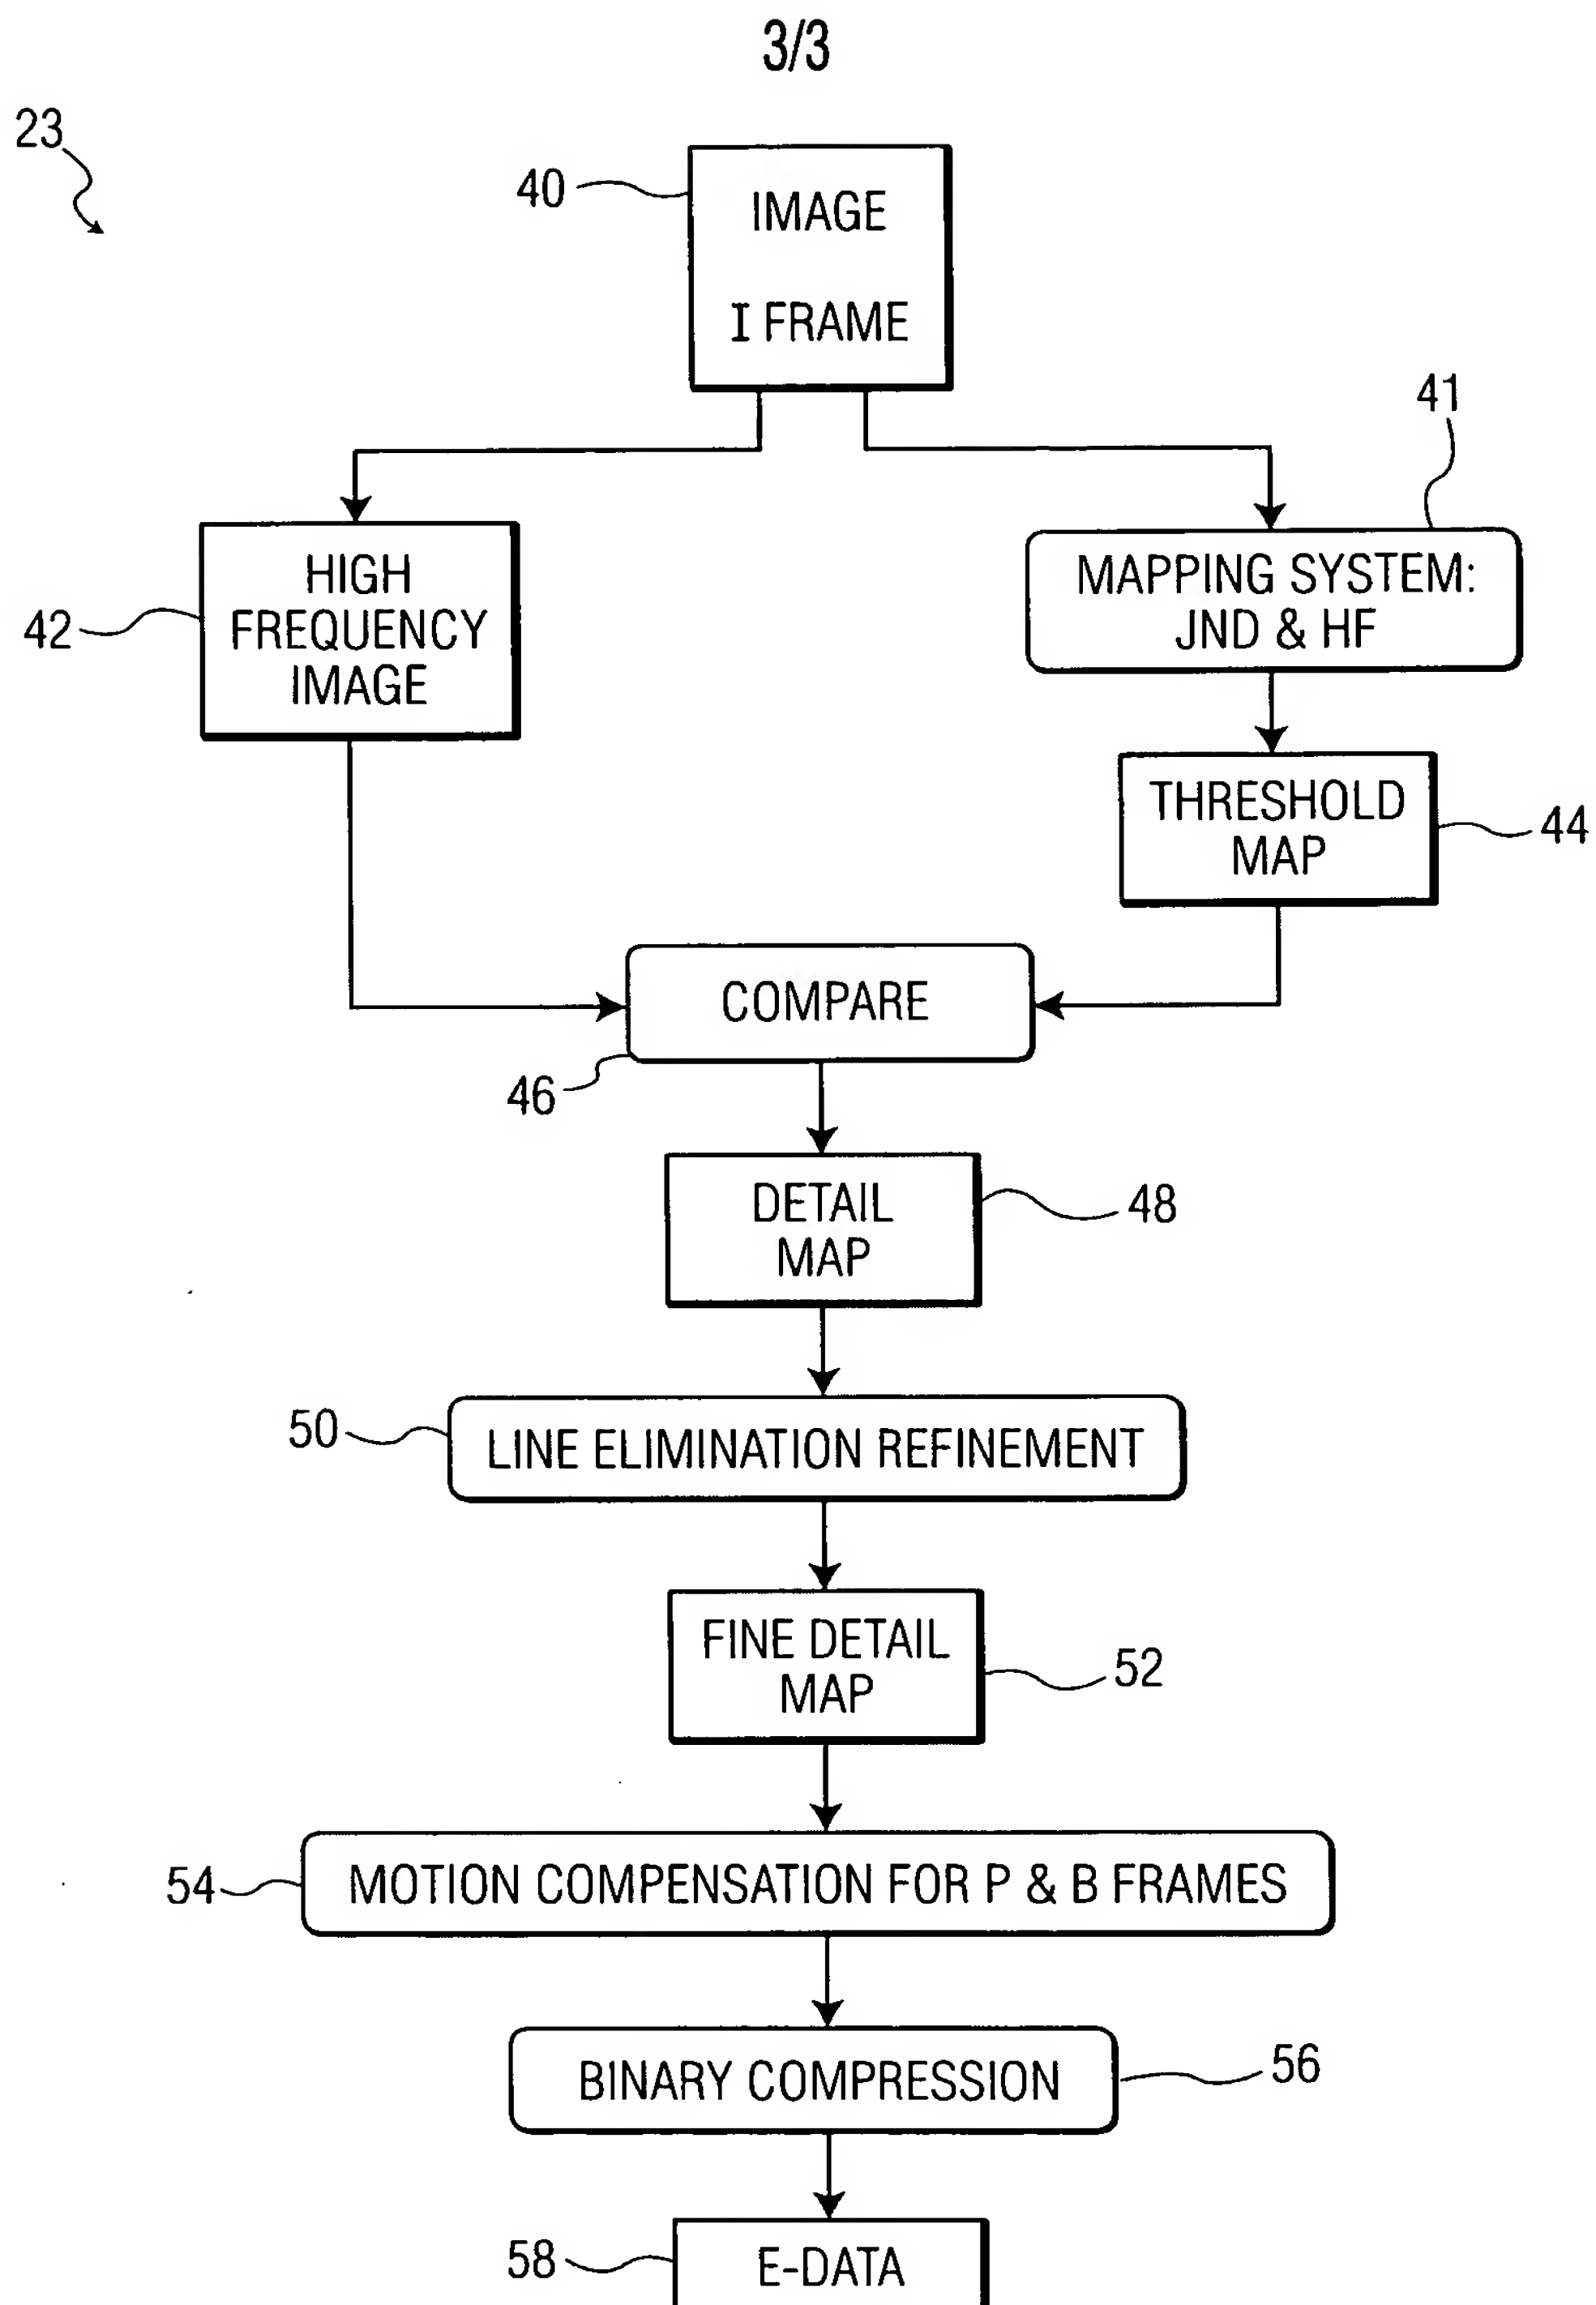 3/3
23
40
IMAGE
I FRAME
41
42
HIGH
FREQUENCY
IMAGE
MAPPING SYSTEM:
JND & HF
THRESHOLD
MAP
44
COMPARE
46
DETAIL
MAP
48
50
LINE ELIMINATION REFINEMENT
FINE DETAIL
MAP
52
54
MOTION COMPENSATION FOR P & B FRAMES
BINARY COMPRESSION
56
58
E-DATA